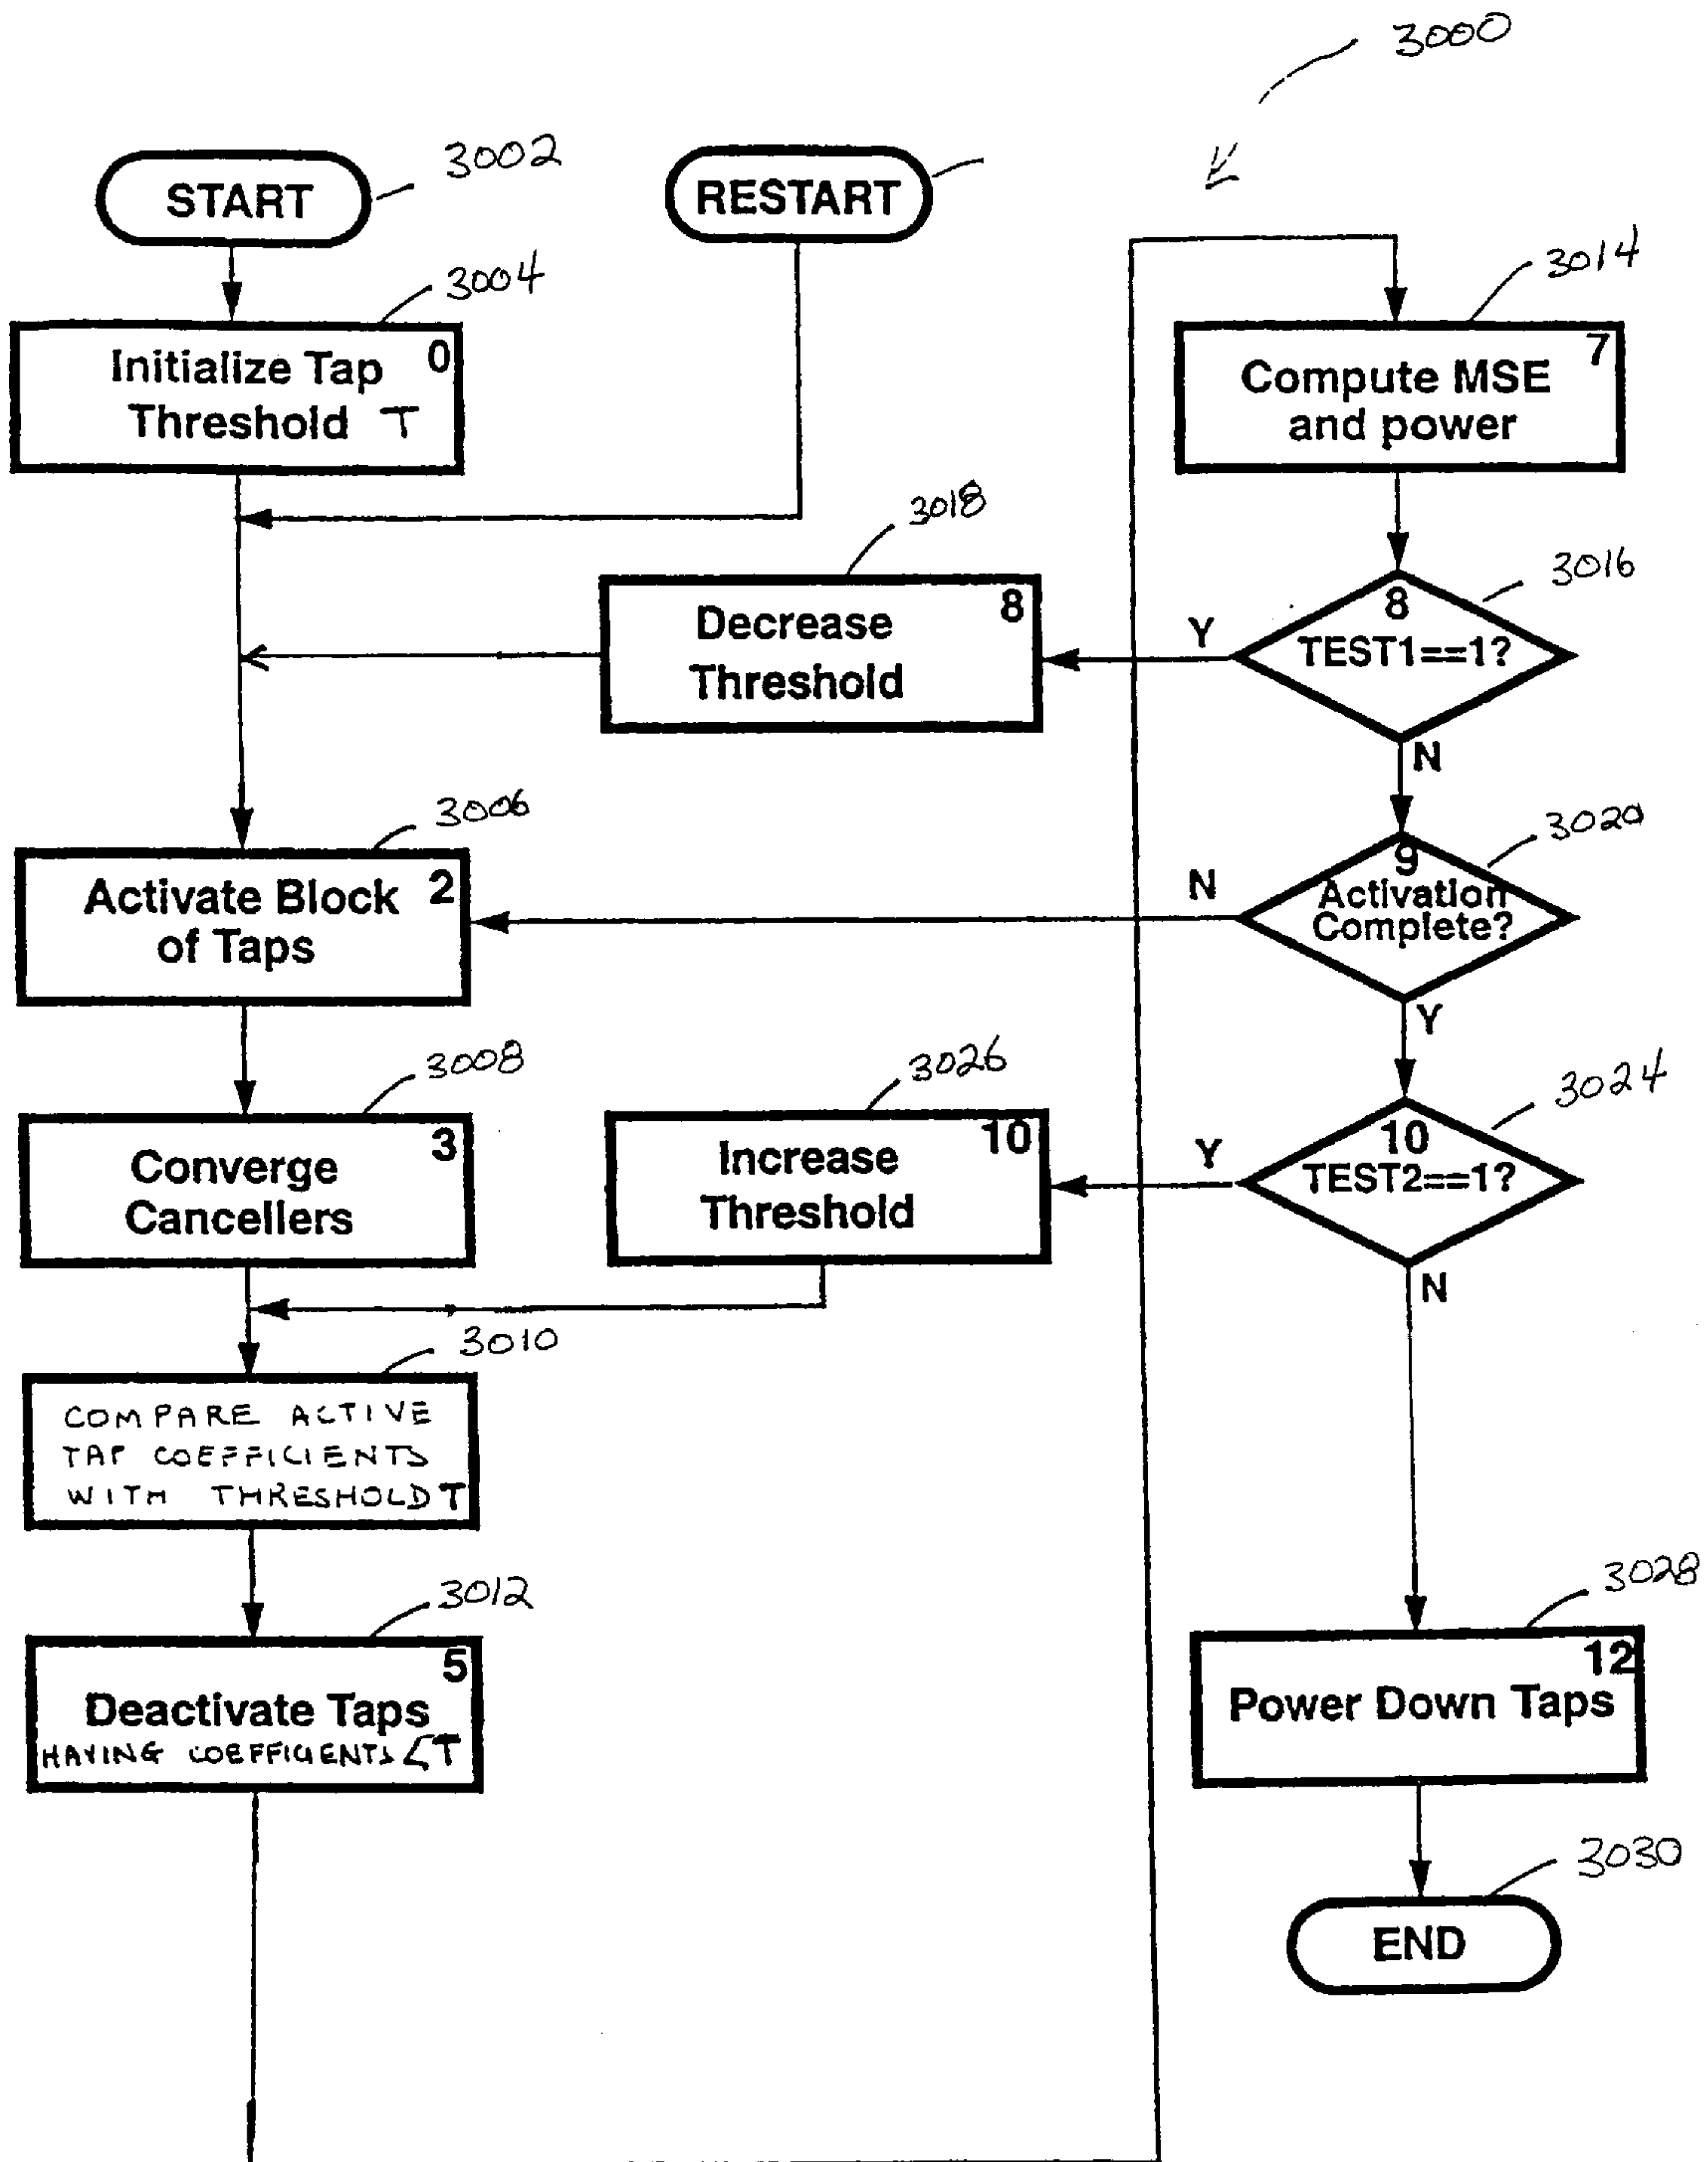 3000
START
3002
RESTART
3004
0
Initialize Tap
Threshold T
3014
7
Compute MSE
and power
3018
8
Decrease
Threshold
Y
3016
8
TEST1==1?
N
3006
2
Activate Block
of Taps
N
3020
9
Activation
Complete?
Y
3008
3
Converge
Cancellers
3026
10
Increase
Threshold
Y
3024
10
TEST2==1?
N
3010
COMPARE ACTIVE
TAP COEFFICIENTS
WITH THRESHOLD T
3012
5
Deactivate Taps
HAVING COEFFICIENTS < T
3028
12
Power Down Taps
3030
END